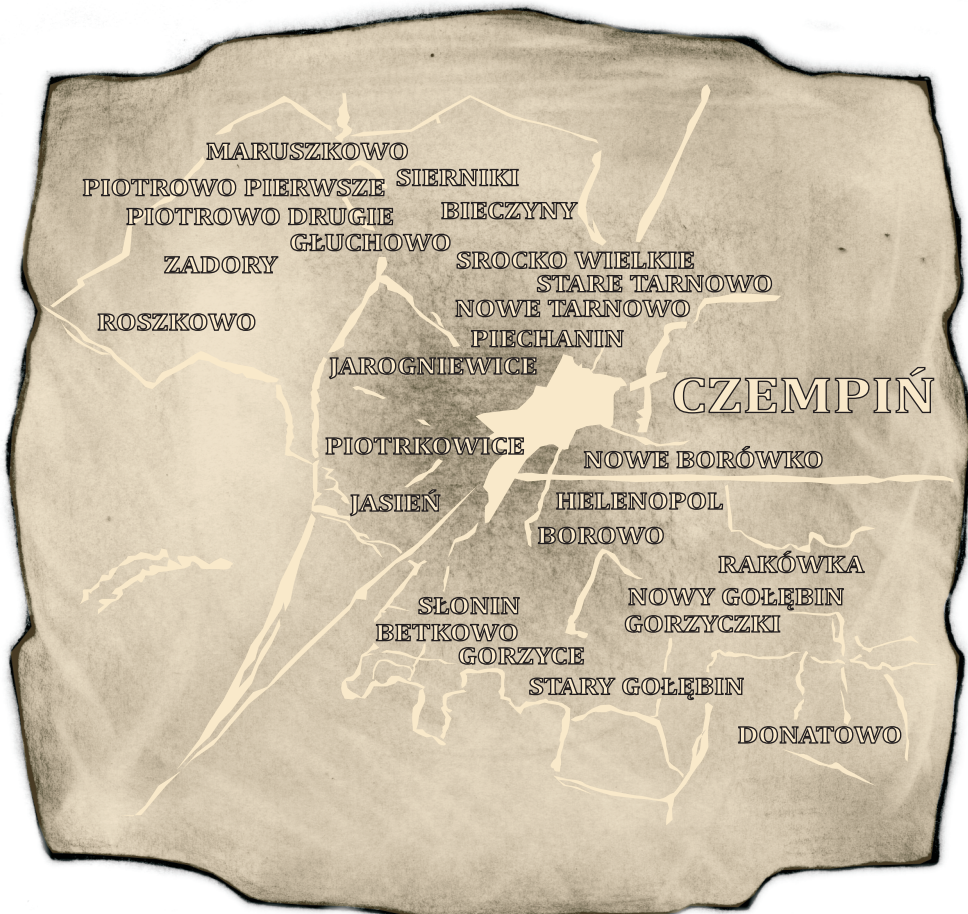 MARUSZKOWO
SIERNIKI
PIOTROWO PIERWSZE
BIECZYNY
PIOTROWO DRUGIE
GŁUCHOWO
SROCKO WIELKIE
ZADORY
STARE TARNOWO
NOWE TARNOWO
ROSZKOWO
PIECHANIN
JAROGNIEWICE
CZEMPIŃ
PIOTRKOWICE
NOWE BORÓWKO
JASIEŃ
HELENOPOL
BOROWO
RAKÓWKA
NOWY GOŁĘBIN
SŁONIN
GORZYCZKI
BETKOWO
GORZYCE
STARY GOŁĘBIN
DONATOWO